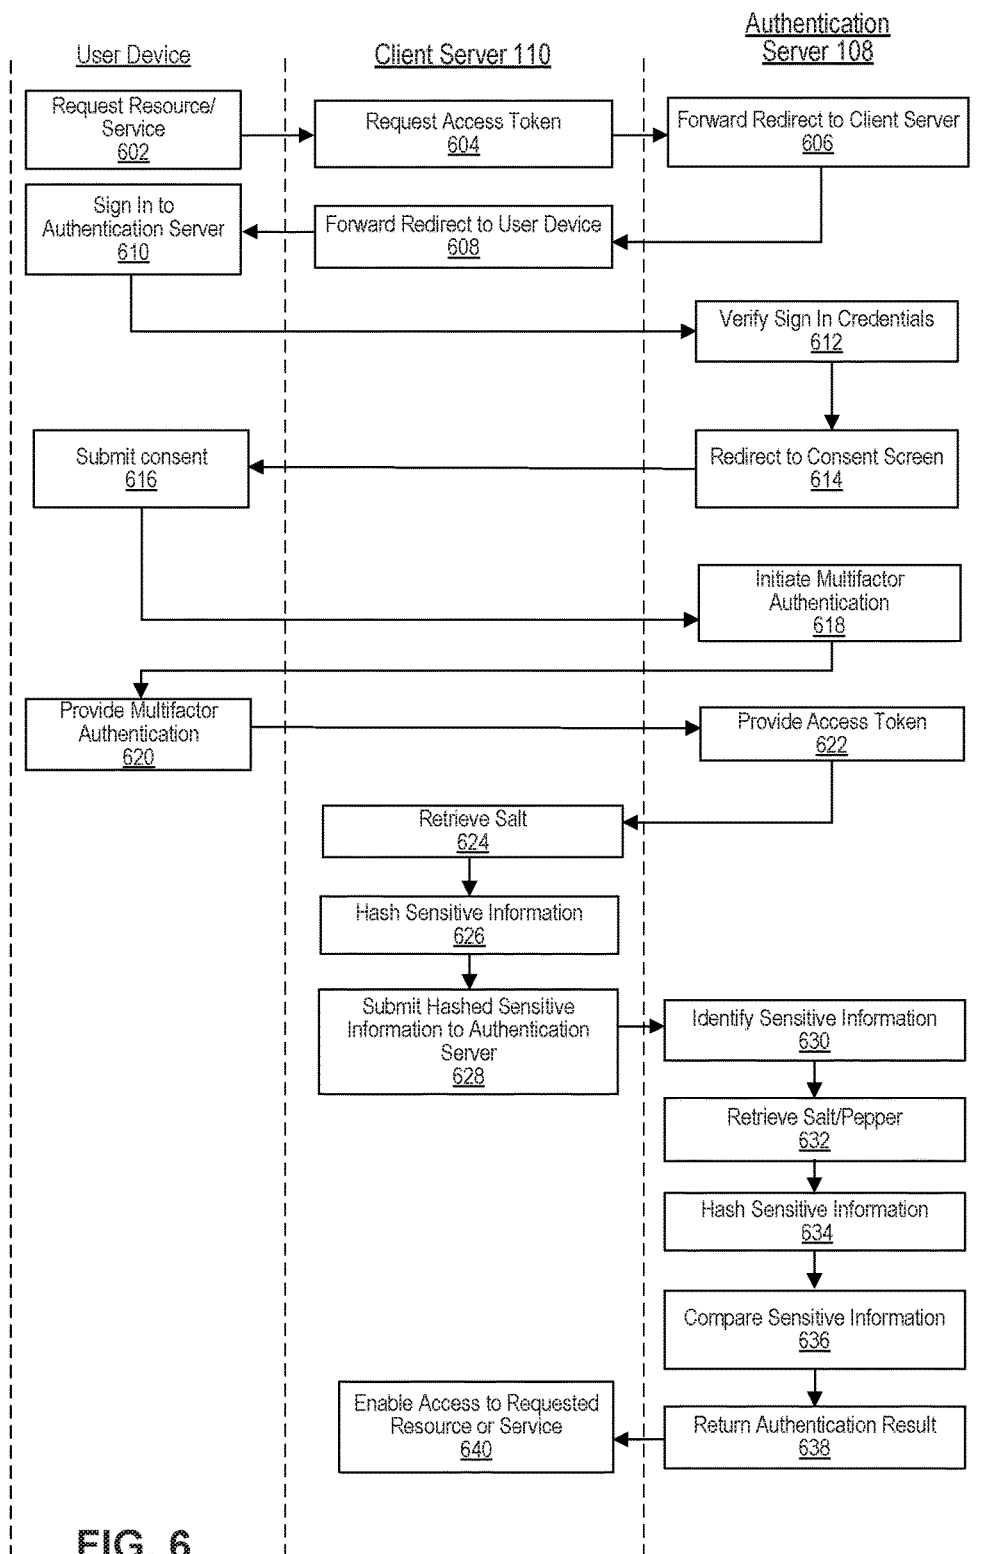 User Device
Client Server 110
Authentication
Server 108
Request Resource/
Service
602
Request Access Token
604
Forward Redirect to Client Server
606
Sign In to
Authentication Server
610
Forward Redirect to User Device
608
Verify Sign In Credentials
612
Submit consent
616
Redirect to Consent Screen
614
Initiate Multifactor
Authentication
618
Provide Multifactor
Authentication
620
Provide Access Token
622
Retrieve Salt
624
Hash Sensitive Information
626
Submit Hashed Sensitive
Information to Authentication
Server
628
Identify Sensitive Information
630
Retrieve Salt/Pepper
632
Hash Sensitive Information
634
Compare Sensitive Information
636
Enable Access to Requested
Resource or Service
640
Return Authentication Result
638
FIG. 6